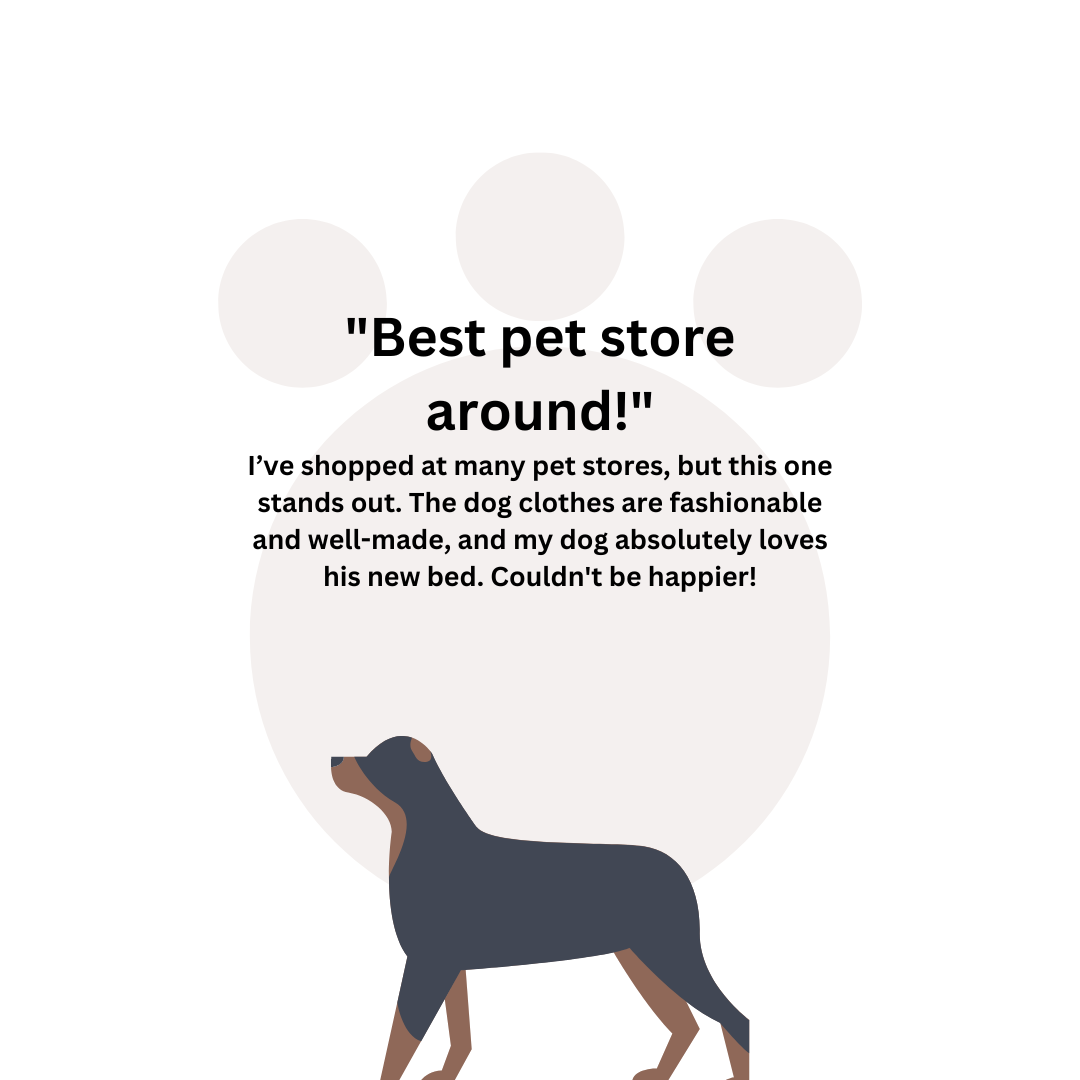 "Best pet store
around!"
I’ve shopped at many pet stores, but this one
stands out. The dog clothes are fashionable
and well-made, and my dog absolutely loves
his new bed. Couldn't be happier!